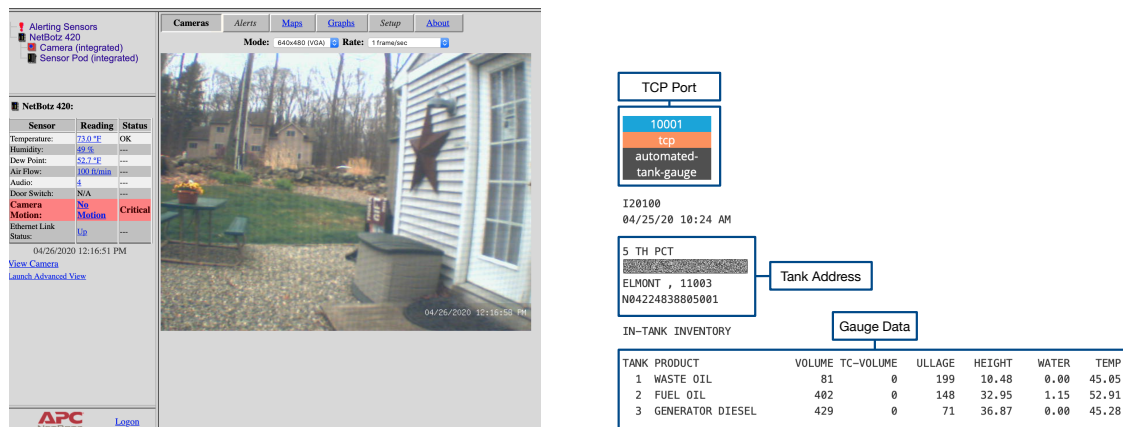 Alerting Sensors
NetBotz 420
Camera (integrated)
Sensor Pod (integrated)
NetBotz 420:
Sensor Reading Status
Temperature: 73.0 °F OK
Humidity: 49 % ---
Dew Point: 52.7 °F ---
Air Flow: 100 ft/min ---
Audio: 4 ---
Door Switch: N/A ---
Camera Motion: No Motion Critical
Ethernet Link Status: Up ---
04/26/2020 12:16:51 PM
View Camera
Launch Advanced View
APC
Logon
Cameras Alerts Maps Graphs Setup About
Mode: 640x480 (VGA) Rate: 1 frame/sec
04/26/2020 12:16:58 PM
TCP Port
10001
tcp
automated-
tank-gauge
I20100
04/25/20 10:24 AM
5 TH PCT
ELMONT , 11003
N04224838805001
Tank Address
IN-TANK INVENTORY
Gauge Data
TANK PRODUCT VOLUME TC-VOLUME ULLAGE HEIGHT WATER TEMP
1 WASTE OIL 81 0 199 10.48 0.00 45.05
2 FUEL OIL 402 0 148 32.95 1.15 52.91
3 GENERATOR DIESEL 429 0 71 36.87 0.00 45.28